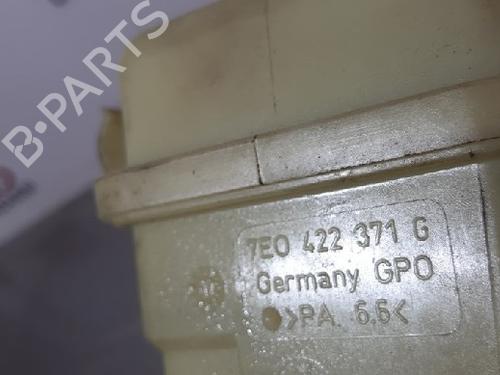 B-PARTS
7E0 422 371 G
Germany GPO
>PA 6.6<